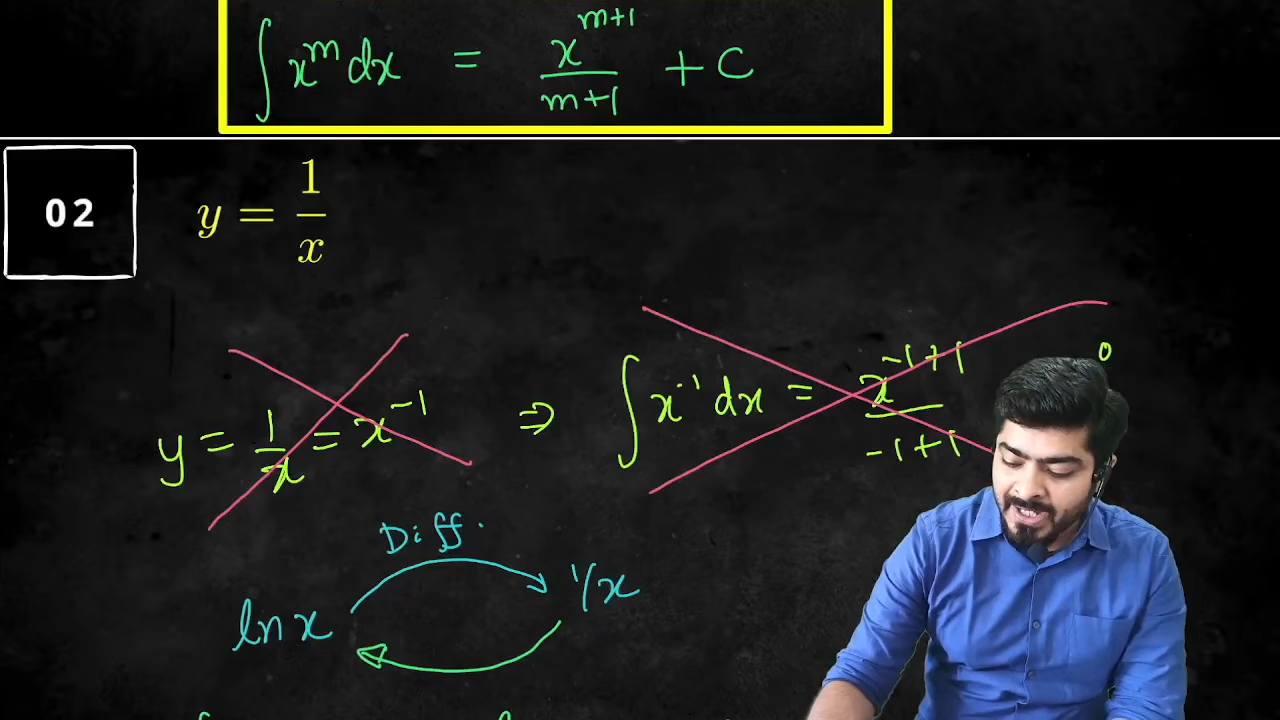 ∫ x^m dx = x^(m+1)/(m+1) + C
02
y = 1/x
y = 1/x = x^-1 ⇒ ∫ x^-1 dx = x^(-1+1)/(-1+1)
0
Diff.
ln x
1/x